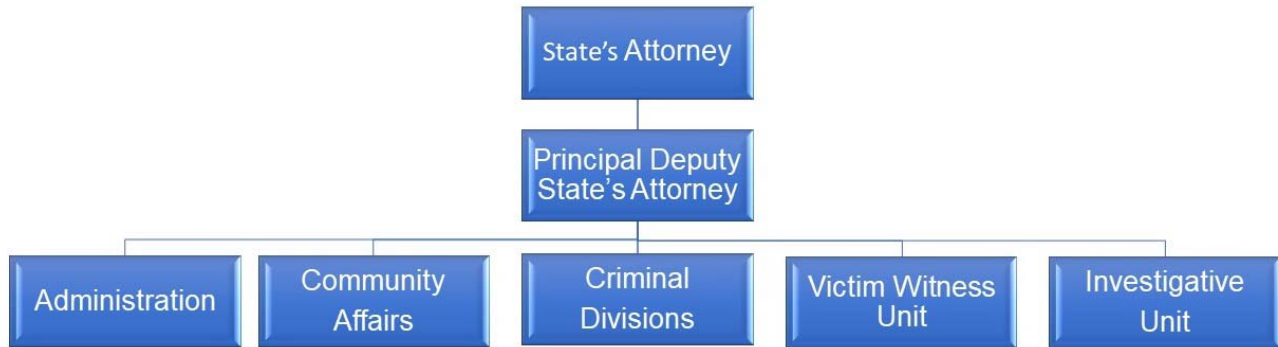 State’s Attorney
Principal Deputy
State’s Attorney
Administration
Community
Affairs
Criminal
Divisions
Victim Witness
Unit
Investigative
Unit